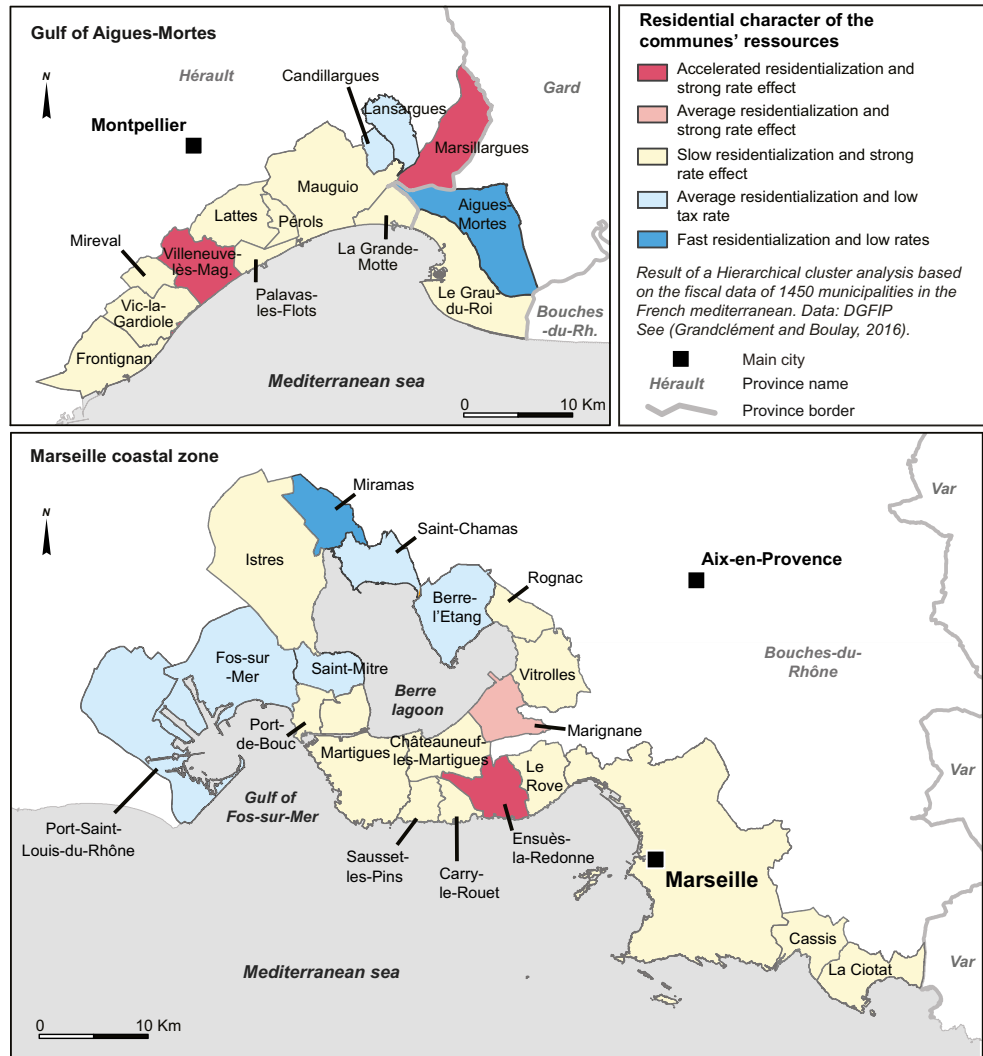 Gulf of Aigues-Mortes
N
Hérault
Candillargues
Lansargues
Gard
Montpellier
Marsillargues
Mauguio
Aigues-
Mortes
Lattes
Pérols
Mireval
Villeneuve-
lès-Mag.
La Grande-
Motte
Vic-la-
Gardiole
Palavas-
les-Flots
Le Grau-
du-Roi
Bouches
-du-Rh.
Frontignan
Mediterranean sea
0 10 Km
Residential character of the
communes' ressources
Accelerated residentialization and
strong rate effect
Average residentialization and
strong rate effect
Slow residentialization and strong
rate effect
Average residentialization and low
tax rate
Fast residentialization and low rates
Result of a Hierarchical cluster analysis based
on the fiscal data of 1450 municipalities in the
French mediterranean. Data: DGFIP
See (Grandclément and Boulay, 2016).
Main city
Hérault Province name
Province border
Marseille coastal zone
N
Miramas
Var
Saint-Chamas
Istres
Aix-en-Provence
Rognac
Berre-
l'Etang
Bouches-du-
Rhône
Fos-sur
-Mer
Saint-Mitre
Vitrolles
Berre
lagoon
Port-
de-Bouc
Marignane
Martigues
Châteauneuf-
les-Martigues
Le
Rove
Var
Gulf of
Fos-sur-Mer
Port-Saint-
Louis-du-Rhône
Ensuès-
la-Redonne
Sausset-
les-Pins
Carry-
le-Rouet
Marseille
Cassis
La Ciotat
Var
Mediterranean sea
0 10 Km